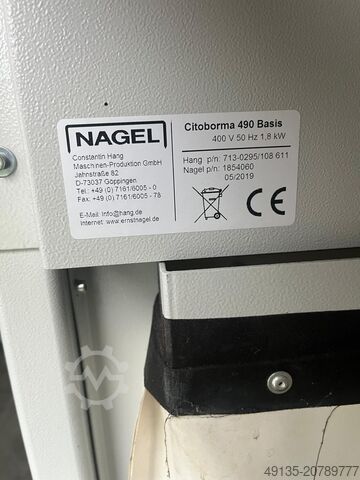 NAGEL
Constantin Hang
Maschinen-Produktion GmbH
Jahnstraße 82
D-73037 Göppingen
Tel.: +49 (0) 7161/6005 - 0
Fax.: +49 (0) 7161/6005 - 78
E-Mail: Info@hang.de
Internet: www.ernstnagel.com
Citoborma 490 Basis
400 V 50 Hz 1,8 kW
Hang p/n: 713-0295/108 611
Nagel p/n: 1854060
05/2019
49135-20789777